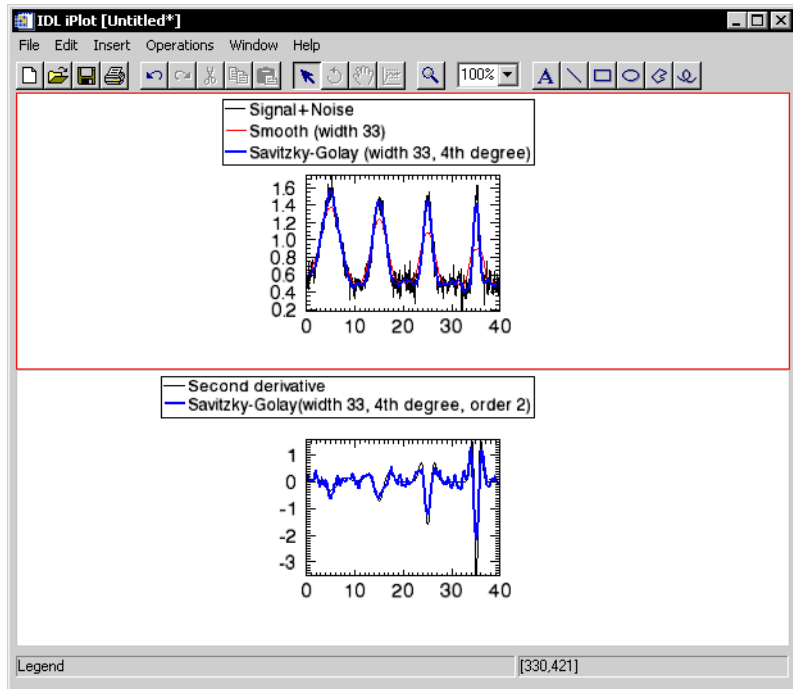 IDL iPlot [Untitled*]
File Edit Insert Operations Window Help
100% A
Signal+Noise
Smooth (width 33)
Savitzky-Golay (width 33, 4th degree)
1.6
1.4
1.2
1.0
0.8
0.6
0.4
0.2
0 10 20 30 40
Second derivative
Savitzky-Golay(width 33, 4th degree, order 2)
1
0
-1
-2
-3
0 10 20 30 40
Legend [330,421]